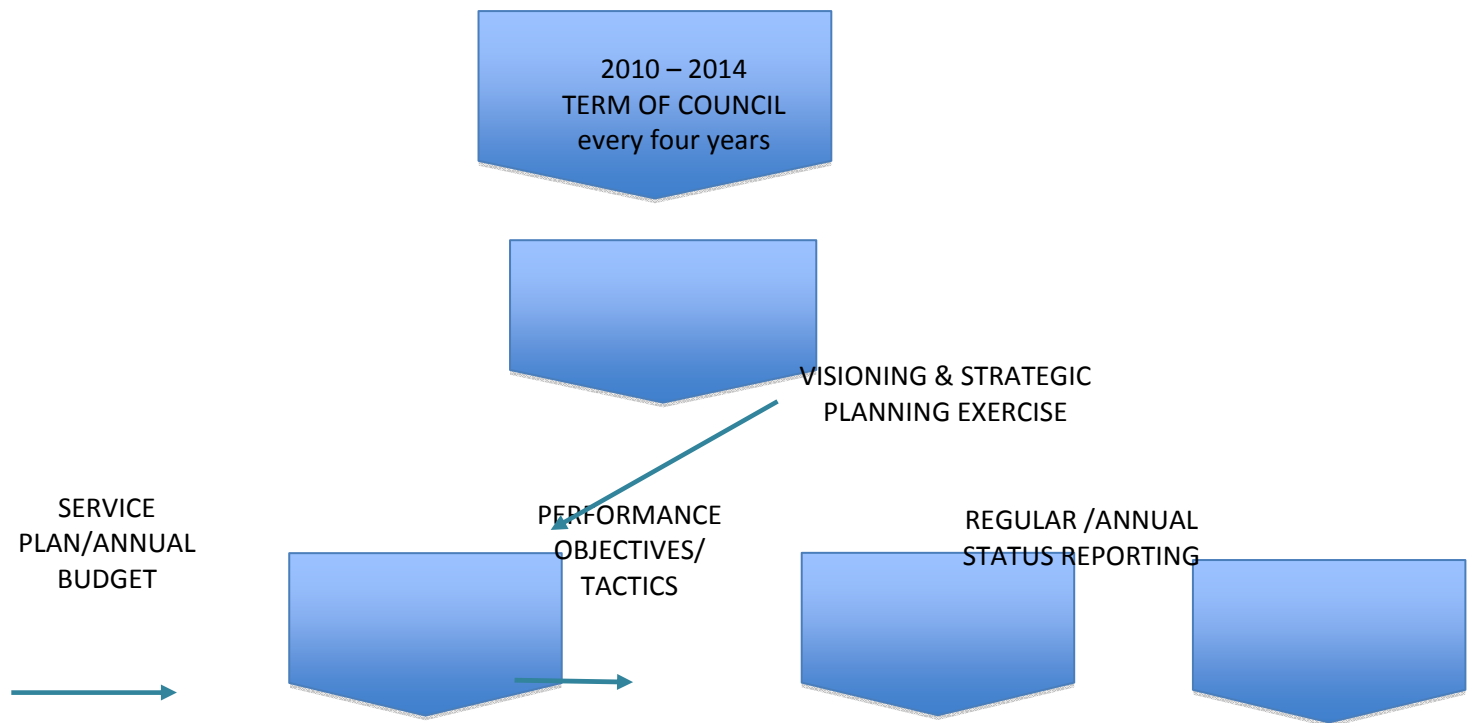 2010 – 2014
TERM OF COUNCIL
every four years
VISIONING & STRATEGIC
PLANNING EXERCISE
SERVICE
PLAN/ANNUAL
BUDGET
PERFORMANCE
OBJECTIVES/
TACTICS
REGULAR /ANNUAL
STATUS REPORTING